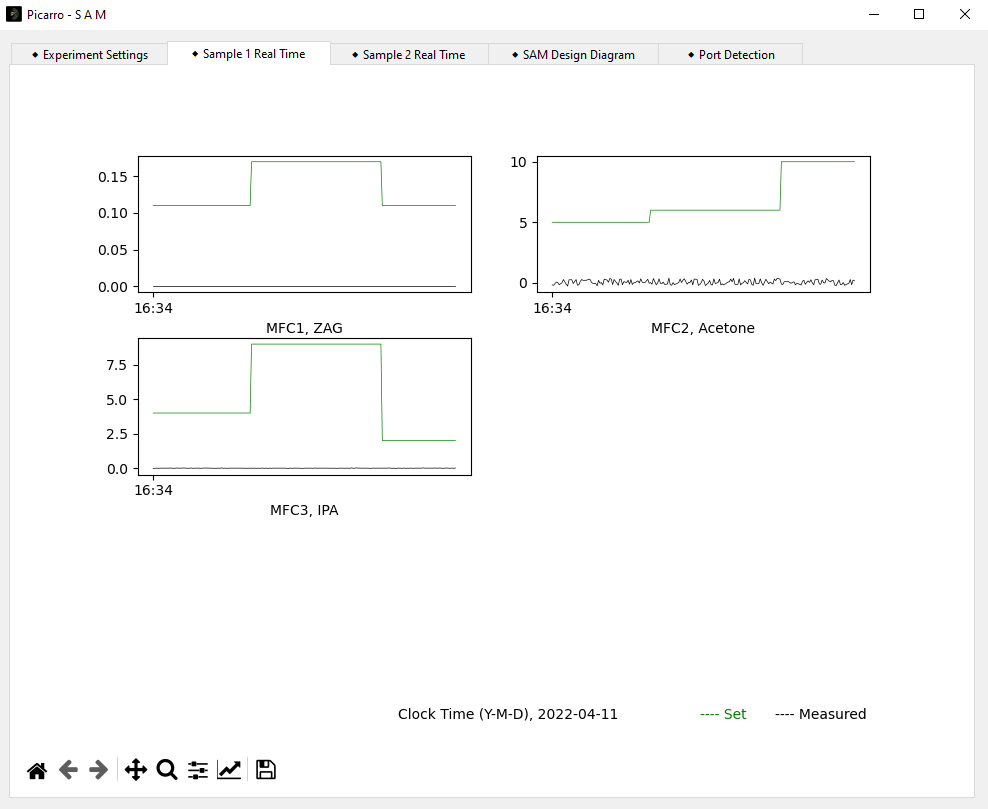 Picarro - S A M
◆ Experiment Settings ◆ Sample 1 Real Time ◆ Sample 2 Real Time ◆ SAM Design Diagram ◆ Port Detection
0.15
0.10
0.05
0.00
16:34
MFC1, ZAG
10
5
0
16:34
MFC2, Acetone
7.5
5.0
2.5
0.0
16:34
MFC3, IPA
Clock Time (Y-M-D), 2022-04-11 ---- Set ---- Measured